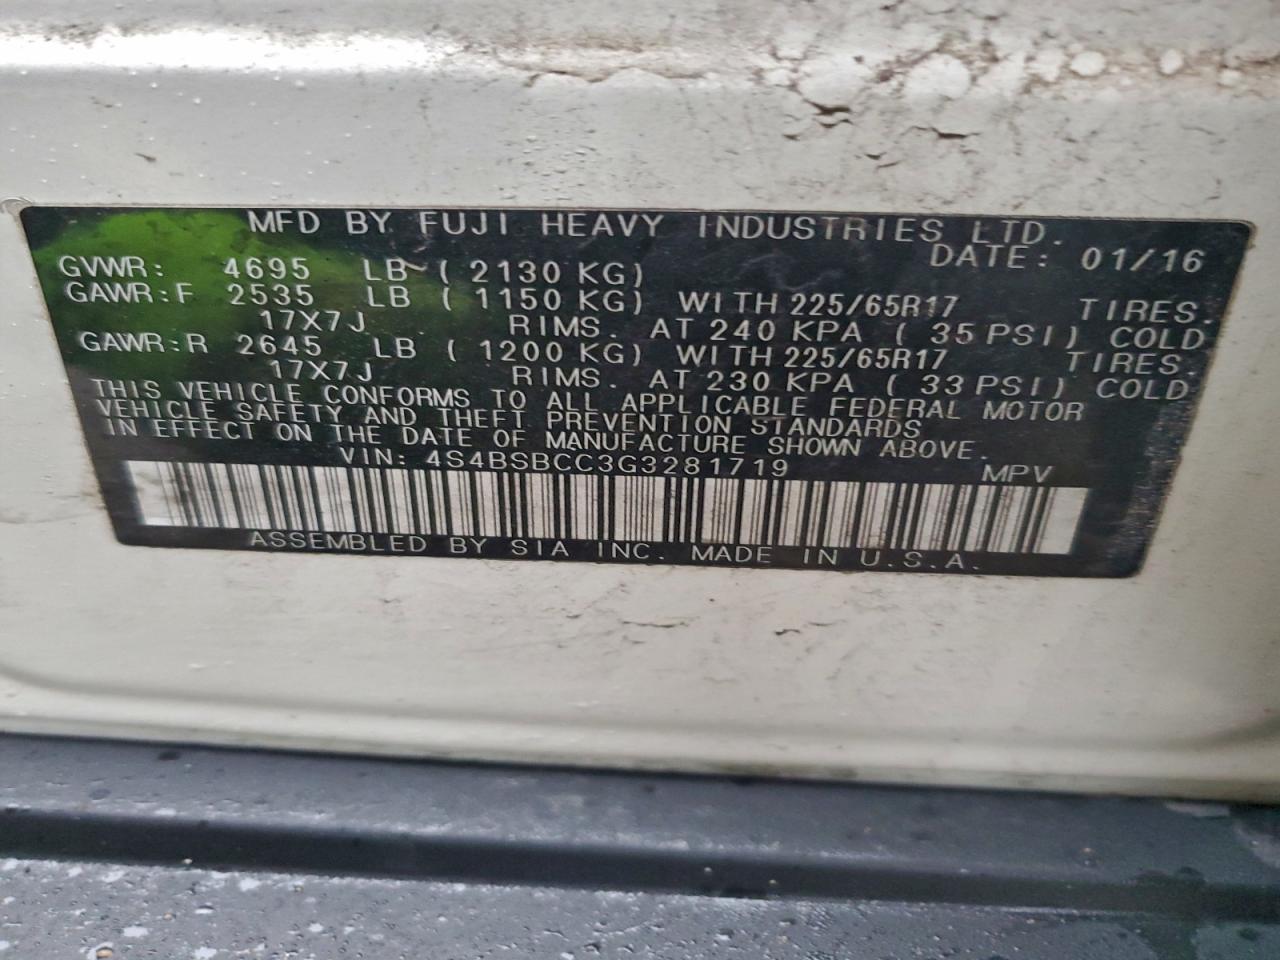 MFD BY FUJI HEAVY INDUSTRIES LTD.
DATE: 01/16
GVWR: 4695 LB ( 2130 KG)
GAWR:F 2535 LB ( 1150 KG) WITH 225/65R17 TIRES.
17X7J RIMS. AT 240 KPA ( 35 PSI) COLD
GAWR:R 2645 LB ( 1200 KG) WITH 225/65R17 TIRES.
17X7J RIMS. AT 230 KPA ( 33 PSI) COLD
THIS VEHICLE CONFORMS TO ALL APPLICABLE FEDERAL MOTOR
VEHICLE SAFETY AND THEFT PREVENTION STANDARDS
IN EFFECT ON THE DATE OF MANUFACTURE SHOWN ABOVE.
VIN: 4S4BSBCC3G3281719 MPV
ASSEMBLED BY SIA INC. MADE IN U.S.A.